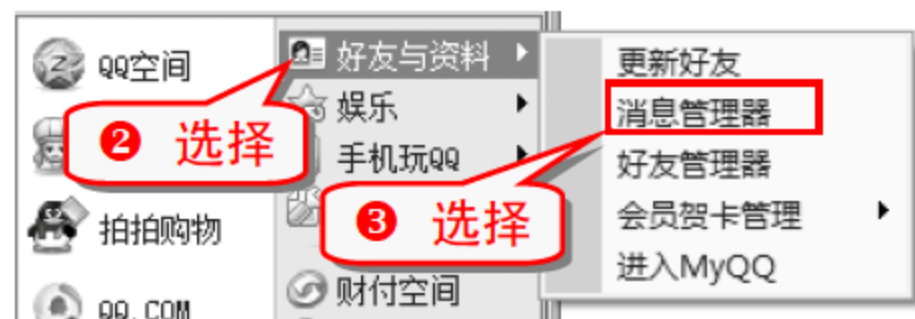 QQ空间
拍拍购物
QQ.COM
好友与资料
娱乐
手机玩QQ
财付空间
❷ 选择
❸ 选择
更新好友
消息管理器
好友管理器
会员贺卡管理
进入MyQQ